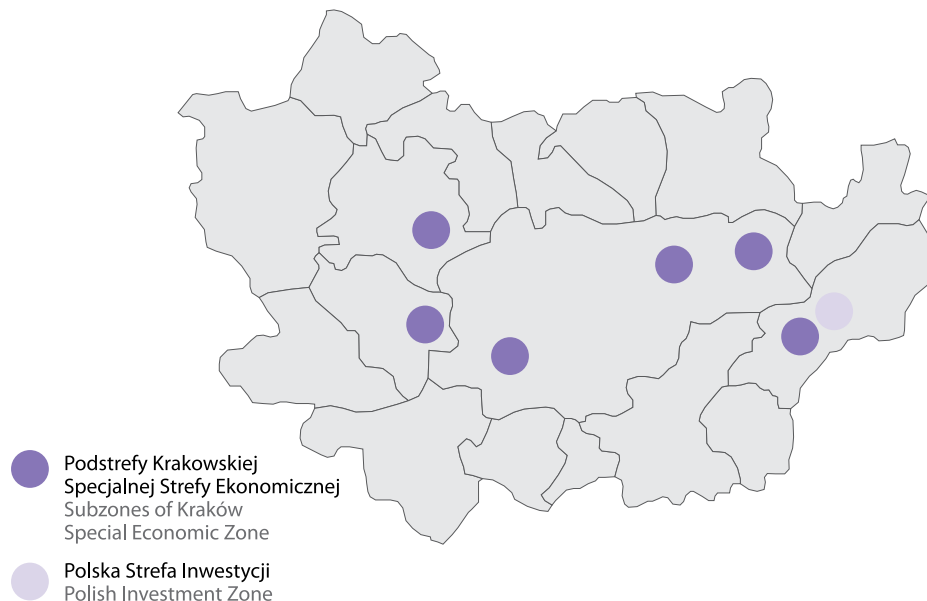 Podstrefy Krakowskiej
Specjalnej Strefy Ekonomicznej
Subzones of Kraków
Special Economic Zone
Polska Strefa Inwestycji
Polish Investment Zone